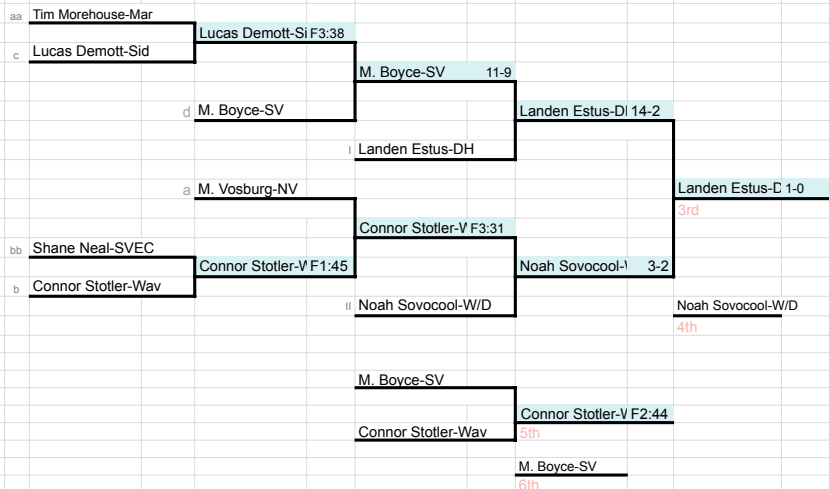 aa Tim Morehouse-Mar
Lucas Demott-Si F3:38
c Lucas Demott-Sid
M. Boyce-SV 11-9
d M. Boyce-SV
Landen Estus-D 14-2
I Landen Estus-DH
a M. Vosburg-NV
Landen Estus-D 1-0
3rd
Connor Stotler-W F3:31
bb Shane Neal-SVEC
Connor Stotler-W F1:45
Noah Sovocool- 3-2
b Connor Stotler-Wav
II Noah Sovocool-W/D
Noah Sovocool-W/D
4th
M. Boyce-SV
Connor Stotler-W F2:44
Connor Stotler-Wav
5th
M. Boyce-SV
6th